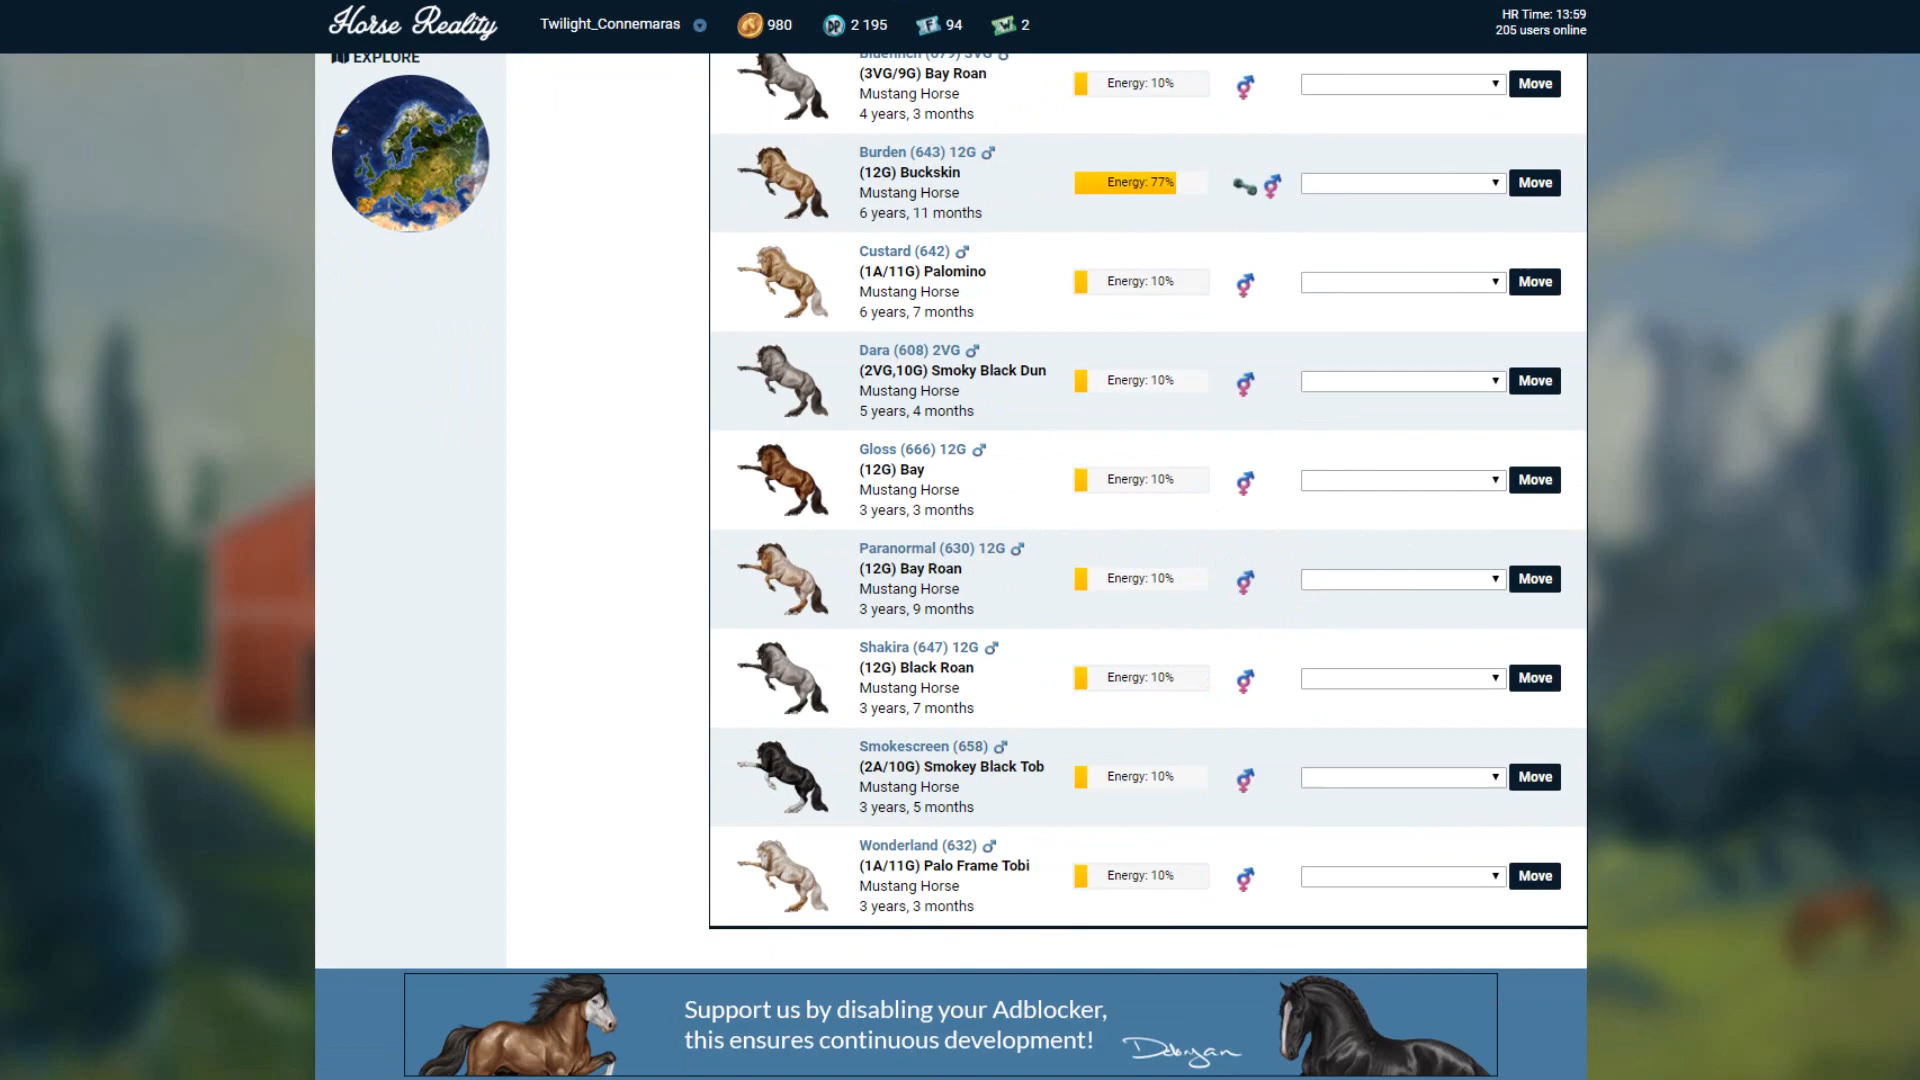 Horse Reality
Twilight_Connemaras
980
DP
2 195
F
94
W
2
HR Time: 13:59
205 users online
EXPLORE
(3VG/9G) Bay Roan
Mustang Horse
4 years, 3 months
Energy: 10%
Move
Burden (643) 12G
(12G) Buckskin
Mustang Horse
6 years, 11 months
Energy: 77%
Move
Custard (642)
(1A/11G) Palomino
Mustang Horse
6 years, 7 months
Energy: 10%
Move
Dara (608) 2VG
(2VG,10G) Smoky Black Dun
Mustang Horse
5 years, 4 months
Energy: 10%
Move
Gloss (666) 12G
(12G) Bay
Mustang Horse
3 years, 3 months
Energy: 10%
Move
Paranormal (630) 12G
(12G) Bay Roan
Mustang Horse
3 years, 9 months
Energy: 10%
Move
Shakira (647) 12G
(12G) Black Roan
Mustang Horse
3 years, 7 months
Energy: 10%
Move
Smokescreen (658)
(2A/10G) Smokey Black Tob
Mustang Horse
3 years, 5 months
Energy: 10%
Move
Wonderland (632)
(1A/11G) Palo Frame Tobi
Mustang Horse
3 years, 3 months
Energy: 10%
Move
Support us by disabling your Adblocker,
this ensures continuous development!